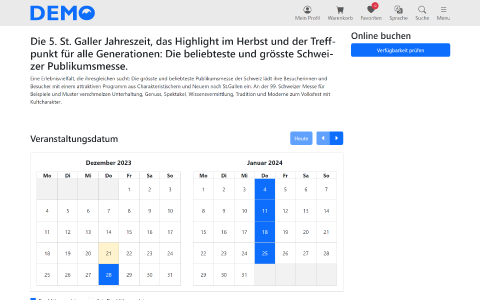 DEMO
Mein Profil
Warenkorb
Favoriten
Sprache
Suche
Menu
Die 5. St. Galler Jahreszeit, das Highlight im Herbst und der Treff-
punkt für alle Generationen: Die beliebteste und grösste Schwei-
zer Publikumsmesse.
Eine Erlebnisvielfalt, die ihresgleichen sucht: Die grösste und beliebteste Publikumsmesse der Schweiz lädt ihre Besucherinnen und
Besucher mit einem attraktiven Programm aus Charakteristischem und Neuem nach St.Gallen ein. An der 99. Schweizer Messe für
Beispiele und Muster verschmelzen Unterhaltung, Genuss, Spektakel, Wissensvermittlung, Tradition und Moderne zum Volksfest mit
Kultcharakter.
Online buchen
Verfügbarkeit prüfen
Veranstaltungsdatum
Heute
Dezember 2023
Mo Di Mi Do Fr Sa So
1 2 3
4 5 6 7 8 9 10
11 12 13 14 15 16 17
18 19 20 21 22 23 24
25 26 27 28 29 30 31
Januar 2024
Mo Di Mi Do Fr Sa So
1 2 3 4 5 6 7
8 9 10 11 12 13 14
15 16 17 18 19 20 21
22 23 24 25 26 27 28
29 30 31